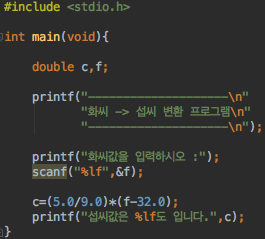 #include <stdio.h>
int main(void){
double c,f;
printf("─────────────────────\n"
"화씨 -> 섭씨 변환 프로그램\n"
"─────────────────────\n");
printf("화씨값을 입력하시오 :");
scanf("%lf",&f);
c=(5.0/9.0)*(f-32.0);
printf("섭씨값은 %lf도 입니다.",c);
}